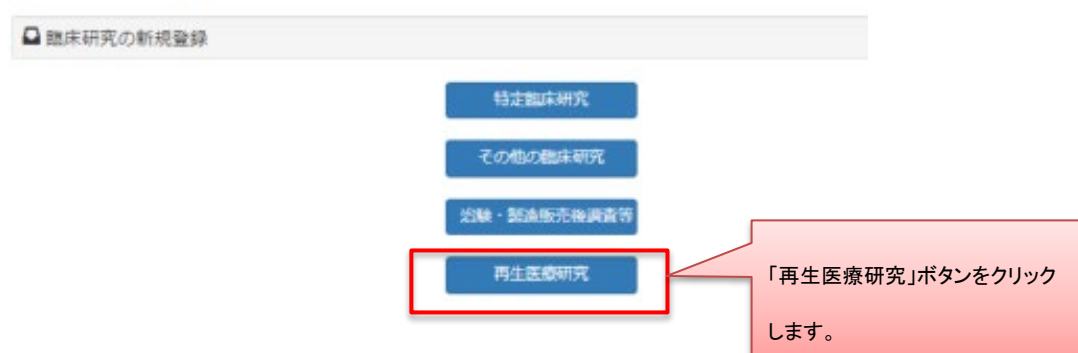 臨床研究の新規登録
特定臨床研究
その他の臨床研究
治験・製造販売後調査等
再生医療研究
「再生医療研究」ボタンをクリック
します。